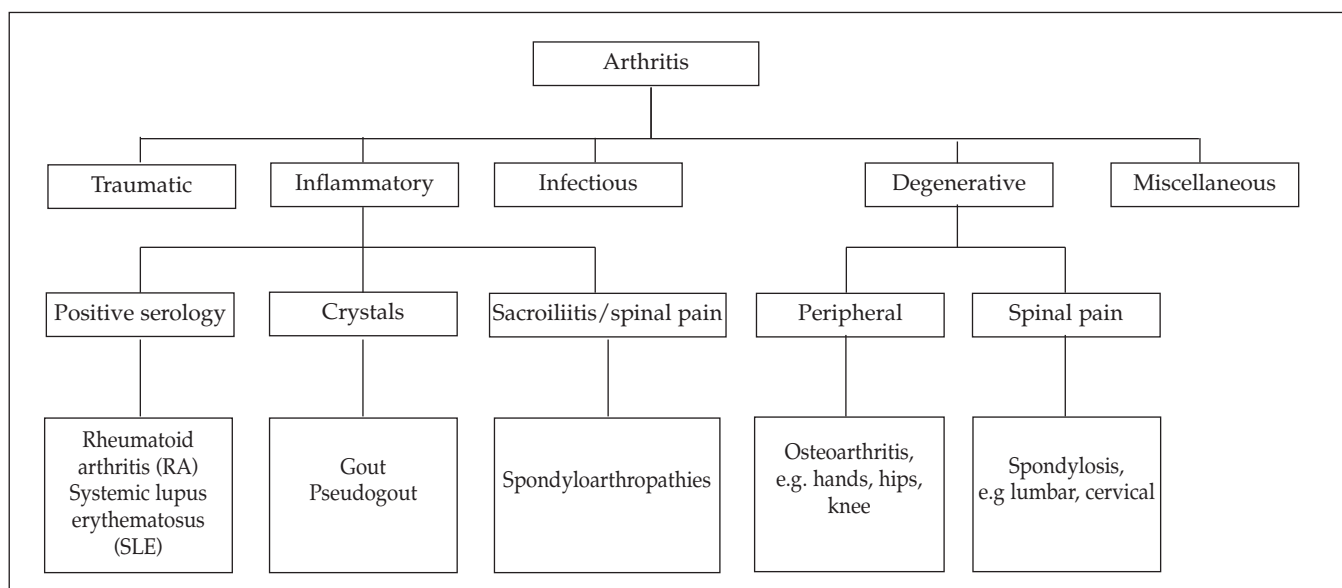 Arthritis
Traumatic
Inflammatory
Infectious
Degenerative
Miscellaneous
Positive serology
Crystals
Sacroiliitis/spinal pain
Peripheral
Spinal pain
Rheumatoid
arthritis (RA)
Systemic lupus
erythematosus
(SLE)
Gout
Pseudogout
Spondyloarthropathies
Osteoarthritis,
e.g. hands, hips,
knee
Spondylosis,
e.g lumbar, cervical